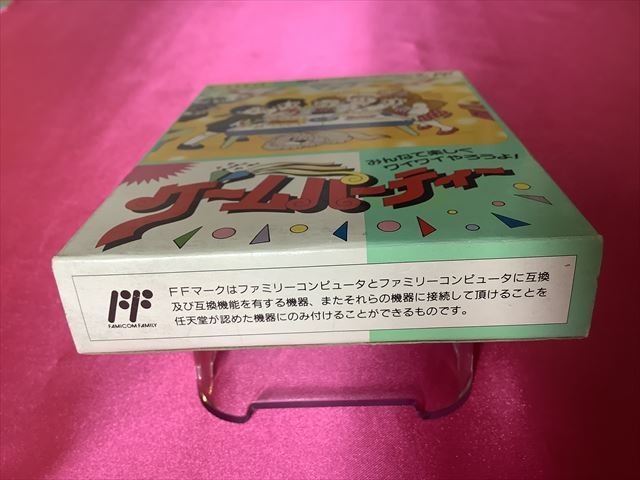 みんなで楽しく
ワイワイやろうよ!
ゲームパーティー
FFマークはファミリーコンピュータとファミリーコンピュータに互換
及び互換機能を有する機器、またそれらの機器に接続して頂けることを
任天堂が認めた機器にのみ付けることができるものです。
FF
FAMICOM FAMILY